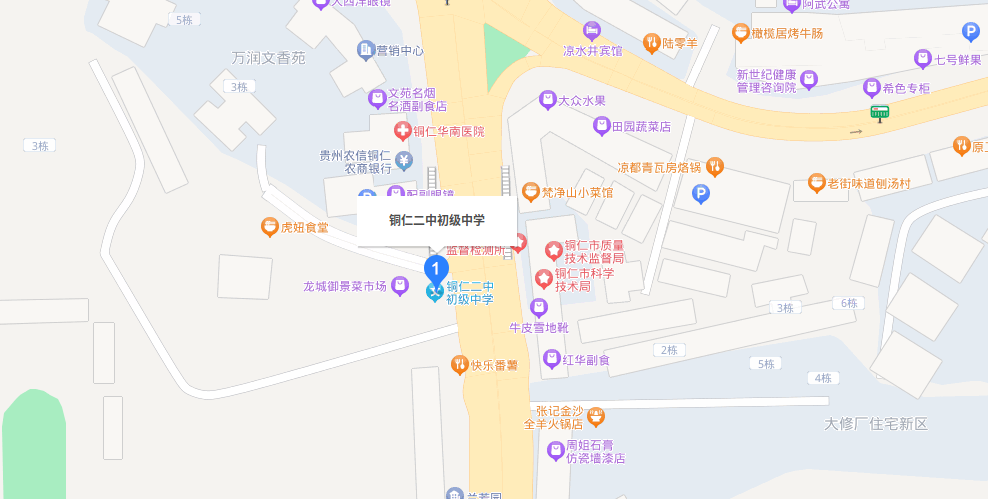 大西洋眼镜
阿武公寓
5栋
凉水井宾馆
陆零羊
橄榄居烤牛肠
P
万润文香苑
营销中心
七号鲜果
3栋
文苑名烟
名酒副食店
大众水果
新世纪健康
管理咨询院
希色专柜
铜仁华南医院
田园蔬菜店
3栋
贵州农信铜仁
农商银行
凉都青瓦房烙锅
老街味道刨汤村
P
配副眼镜
梵净山小菜馆
铜仁二中初级中学
虎妞食堂
监督检测所
铜仁市质量
技术监督局
1
铜仁市科学
技术局
龙城御景菜市场
铜仁二中
初级中学
牛皮雪地靴
3栋
6栋
2栋
快乐番薯
红华副食
5栋
4栋
张记金沙
全羊火锅店
大修厂住宅新区
周姐石膏
仿瓷墙漆店